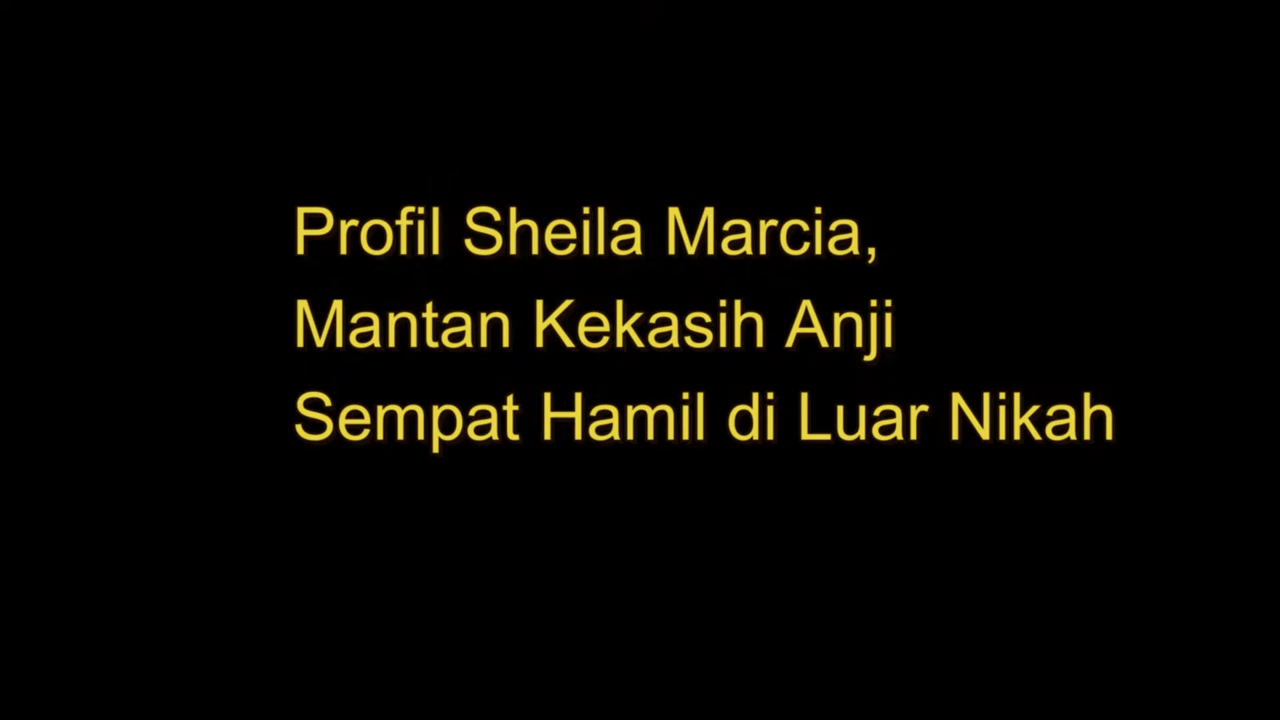 Profil Sheila Marcia,
Mantan Kekasih Anji
Sempat Hamil di Luar Nikah